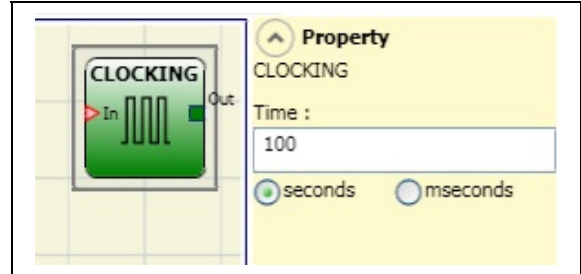 CLOCKING
In
Out
Property
CLOCKING
Time :
100
seconds mseconds